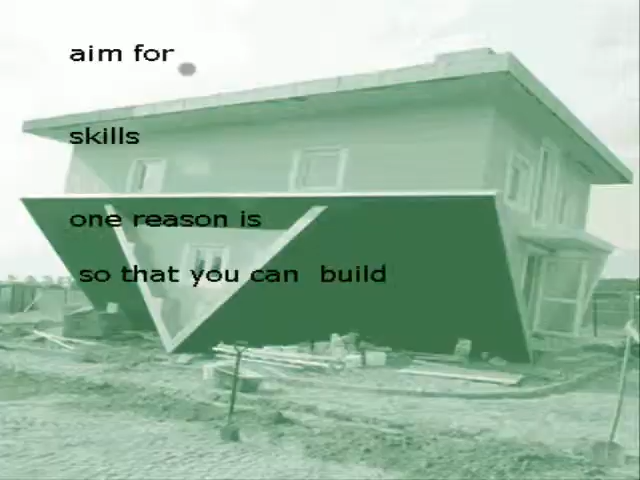 aim for
skills
one reason is
so that you can build